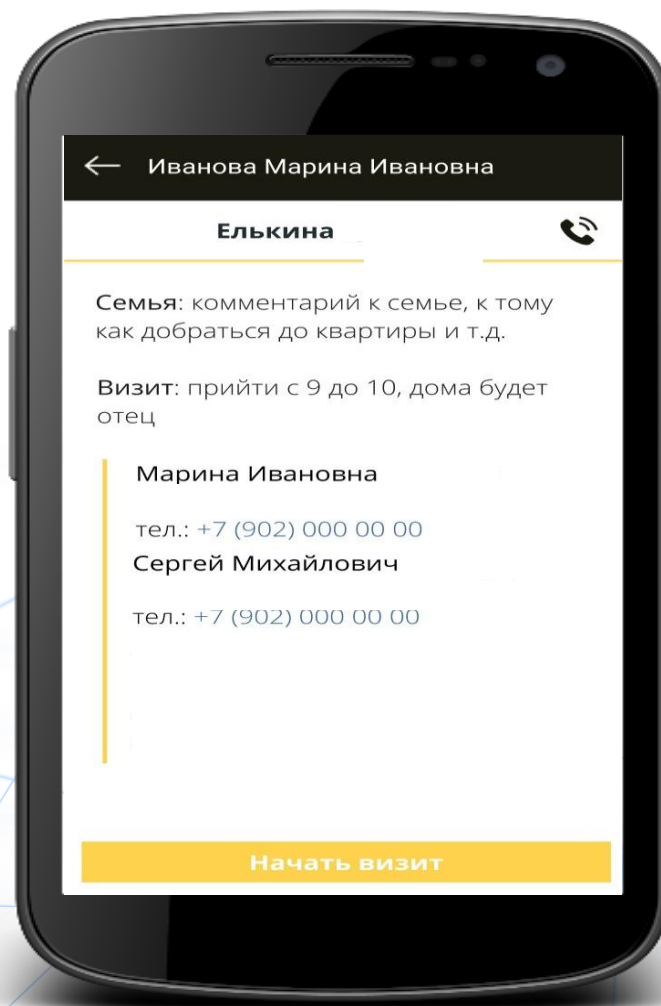 Иванова Марина Ивановна
Елькина
Семья: комментарий к семье, к тому
как добраться до квартиры и т.д.
Визит: прийти с 9 до 10, дома будет
отец
Марина Ивановна
тел.: +7 (902) 000 00 00
Сергей Михайлович
тел.: +7 (902) 000 00 00
Начать визит